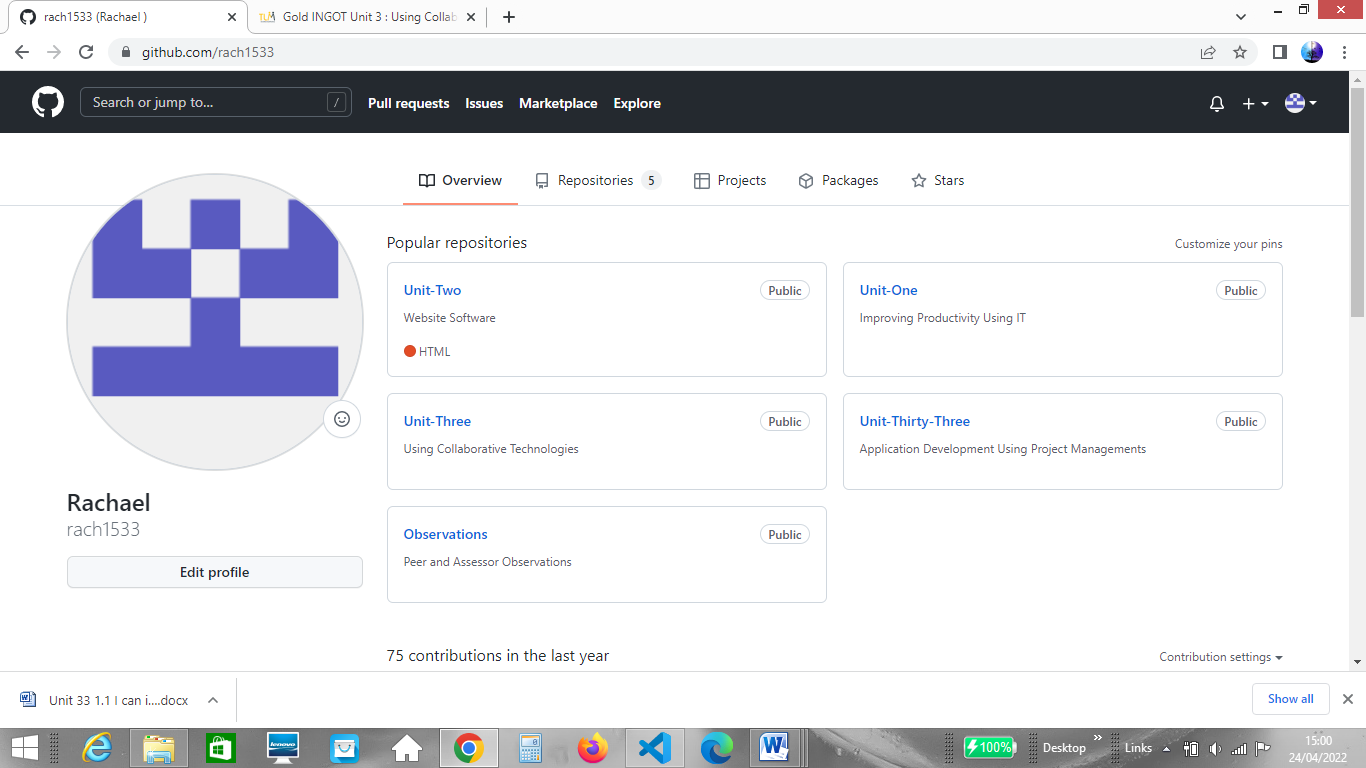 rach1533 (Rachael )
Gold INGOT Unit 3 : Using Collab
github.com/rach1533
Search or jump to...
/
Pull requests
Issues
Marketplace
Explore
Overview
Repositories 5
Projects
Packages
Stars
Popular repositories
Customize your pins
Unit-Two
Public
Website Software
HTML
Unit-One
Public
Improving Productivity Using IT
Unit-Three
Public
Using Collaborative Technologies
Unit-Thirty-Three
Public
Application Development Using Project Managements
Observations
Public
Peer and Assessor Observations
Rachael
rach1533
Edit profile
75 contributions in the last year
Contribution settings
Unit 33 1.1 I can i....docx
Show all
lenovo
100%
Desktop
Links
15:00
24/04/2022